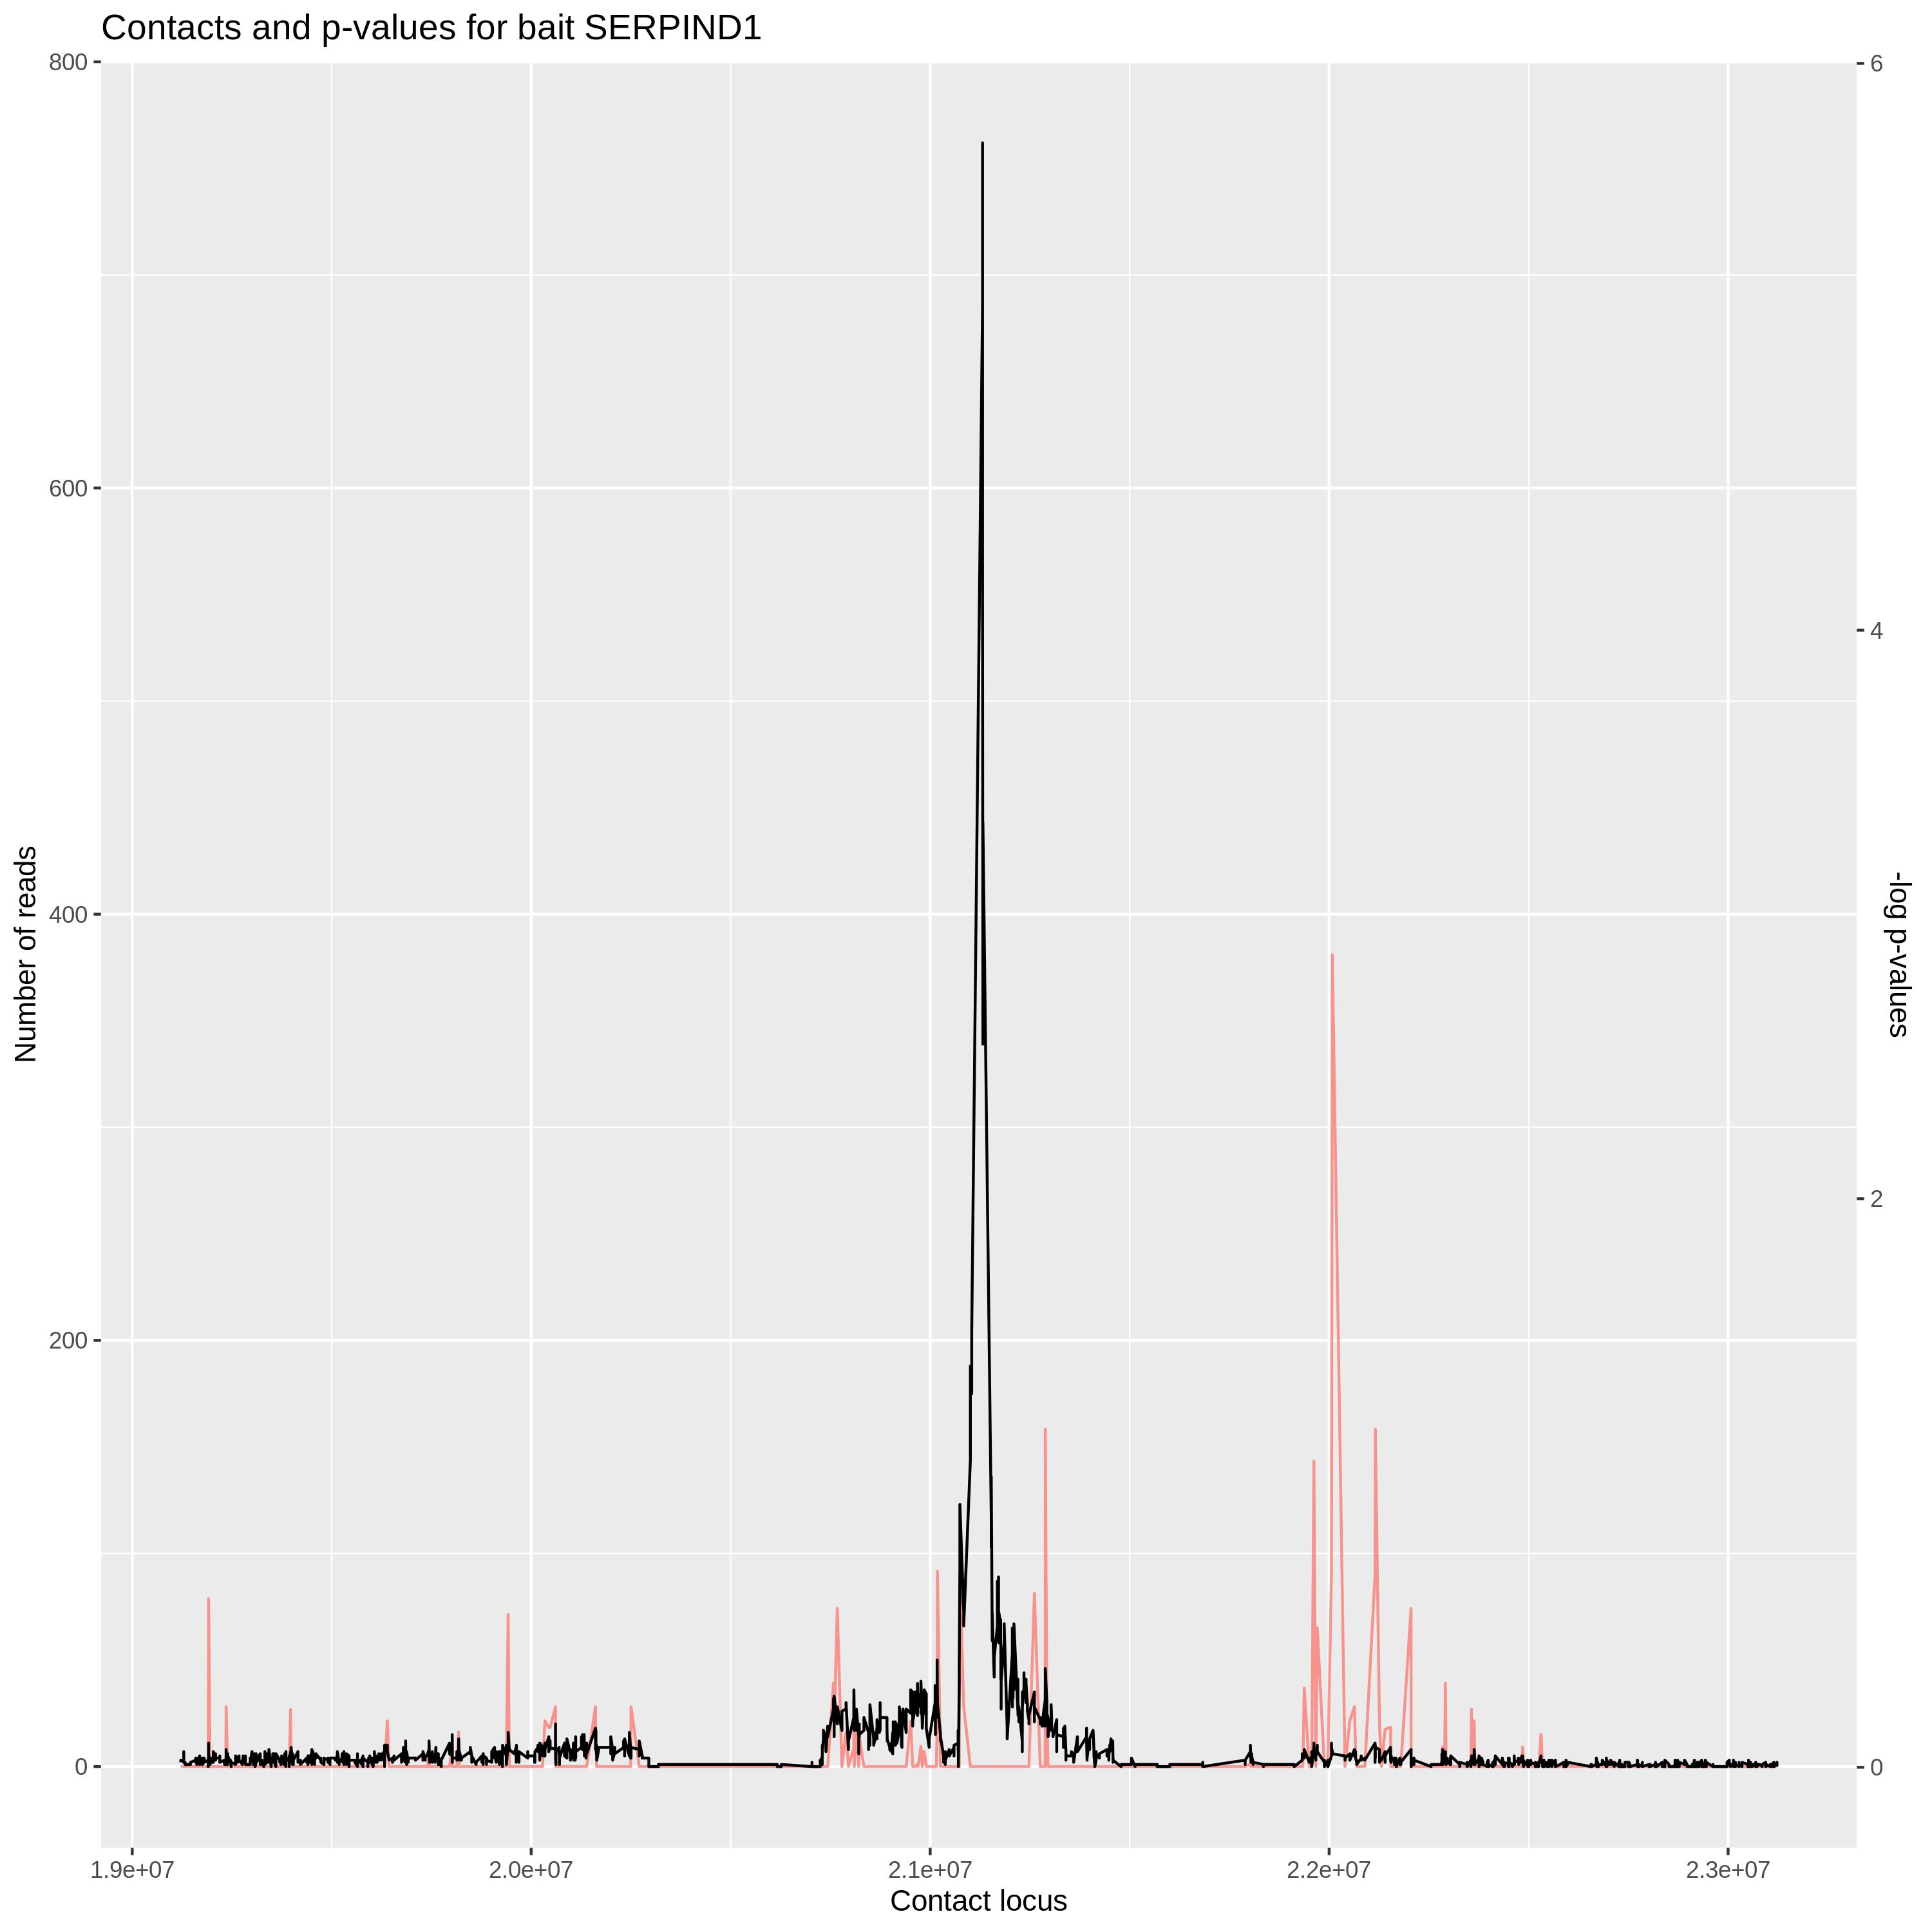 Contacts and p-values for bait SERPIND1
800
600
400
200
0
Number of reads
6
4
2
0
-log p-values
1.9e+07
2.0e+07
2.1e+07
2.2e+07
2.3e+07
Contact locus